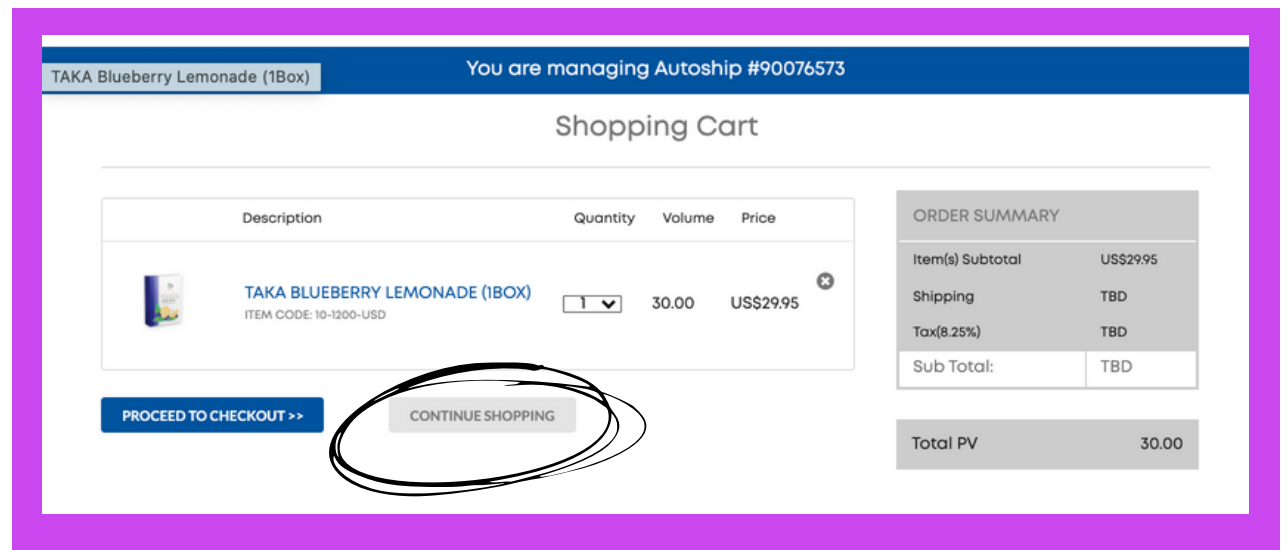 You are managing Autoship #90076573
TAKA Blueberry Lemonade (1Box)
Shopping Cart
Description Quantity Volume Price
TAKA BLUEBERRY LEMONADE (1BOX) 1 30.00 US$29.95
ITEM CODE: 10-1200-USD
PROCEED TO CHECKOUT >> CONTINUE SHOPPING
ORDER SUMMARY
Item(s) Subtotal US$29.95
Shipping TBD
Tax(8.25%) TBD
Sub Total: TBD
Total PV 30.00